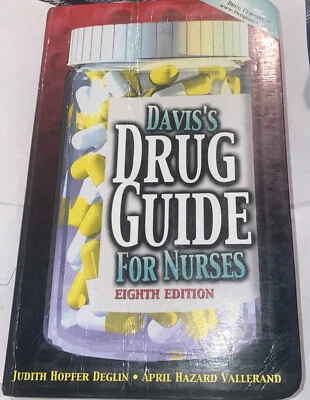 DAVIS'S
DRUG
GUIDE
FOR NURSES
EIGHTH EDITION
JUDITH HOPFER DEGLIN • APRIL HAZARD VALLERAND